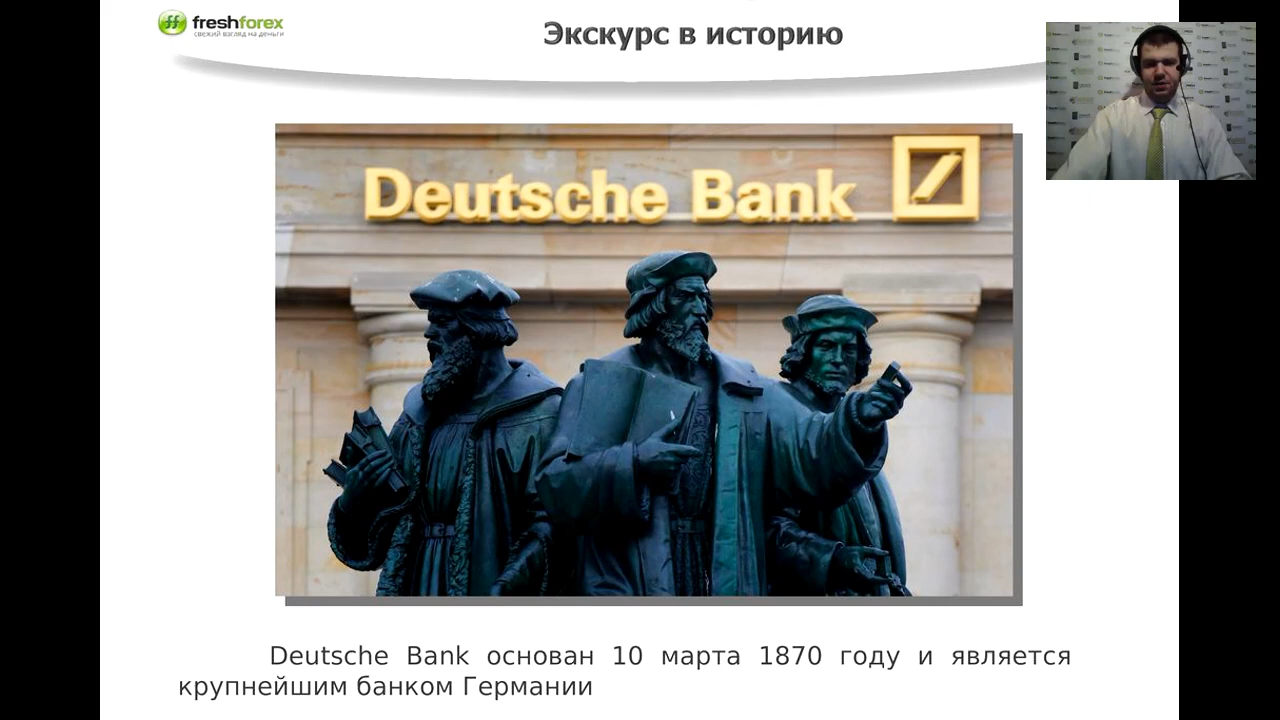 freshforex
свежий взгляд на деньги
Экскурс в историю
Deutsche Bank
Deutsche Bank основан 10 марта 1870 году и является
крупнейшим банком Германии